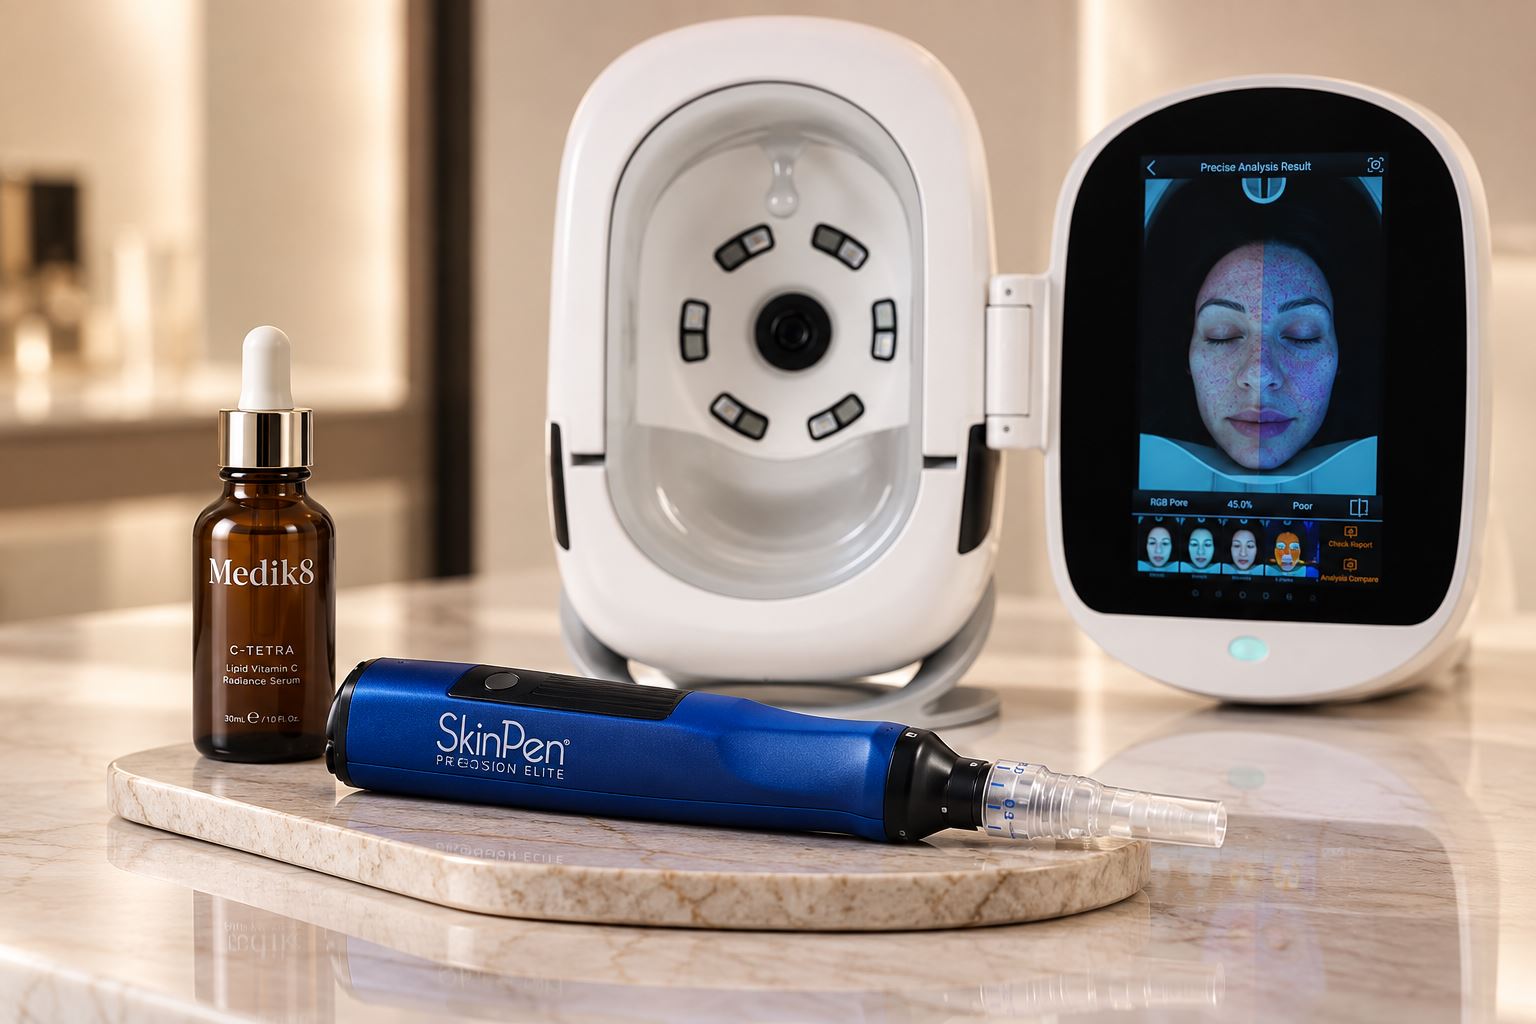 Precise Analysis Result
RGB Pore 45.0% Poor
Check Report
Analysis Compare
Medik8
C-TETRA
Lipid Vitamin C
Radiance Serum
30mL ℮ / 1.0 Fl.Oz.
SkinPen®
PRECISION ELITE